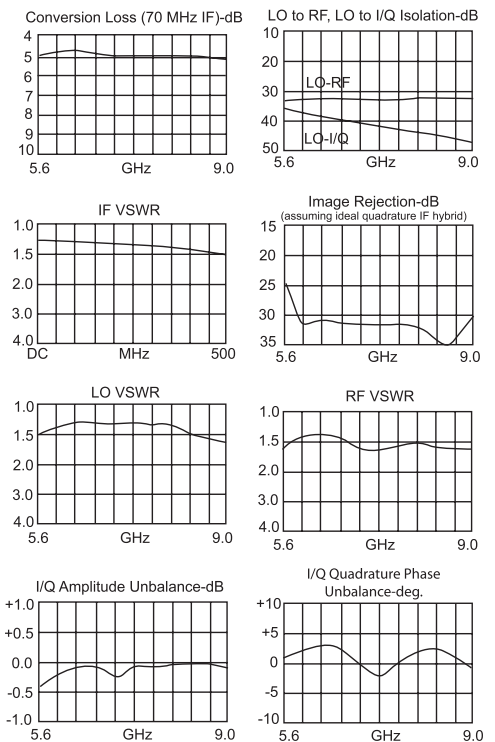 Conversion Loss (70 MHz IF)-dB
4
5
6
7
8
9
10
5.6 GHz 9.0
LO to RF, LO to I/Q Isolation-dB
10
20
30
40
50
LO-RF
LO-I/Q
5.6 GHz 9.0
IF VSWR
1.0
1.5
2.0
3.0
4.0
DC MHz 500
Image Rejection-dB
(assuming ideal quadrature IF hybrid)
15
20
25
30
35
5.6 GHz 9.0
LO VSWR
1.0
1.5
2.0
3.0
4.0
5.6 GHz 9.0
RF VSWR
1.0
1.5
2.0
3.0
4.0
5.6 GHz 9.0
I/Q Amplitude Unbalance-dB
+1.0
+0.5
0.0
-0.5
-1.0
5.6 GHz 9.0
I/Q Quadrature Phase
Unbalance-deg.
+10
+5
0
-5
-10
5.6 GHz 9.0